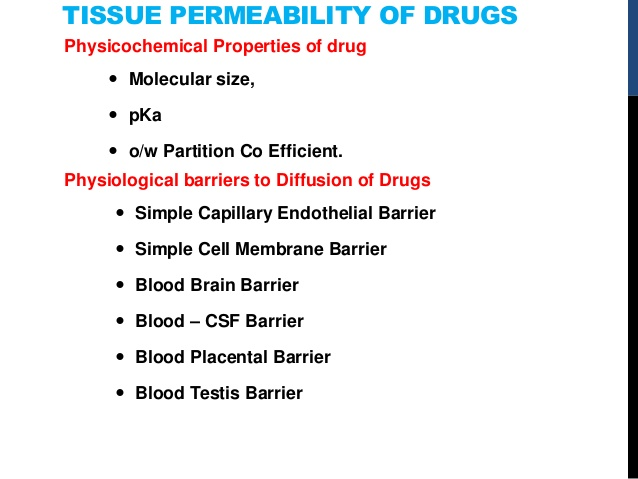 TISSUE PERMEABILITY OF DRUGS
Physicochemical Properties of drug
• Molecular size,
• pKa
• o/w Partition Co Efficient.
Physiological barriers to Diffusion of Drugs
• Simple Capillary Endothelial Barrier
• Simple Cell Membrane Barrier
• Blood Brain Barrier
• Blood – CSF Barrier
• Blood Placental Barrier
• Blood Testis Barrier